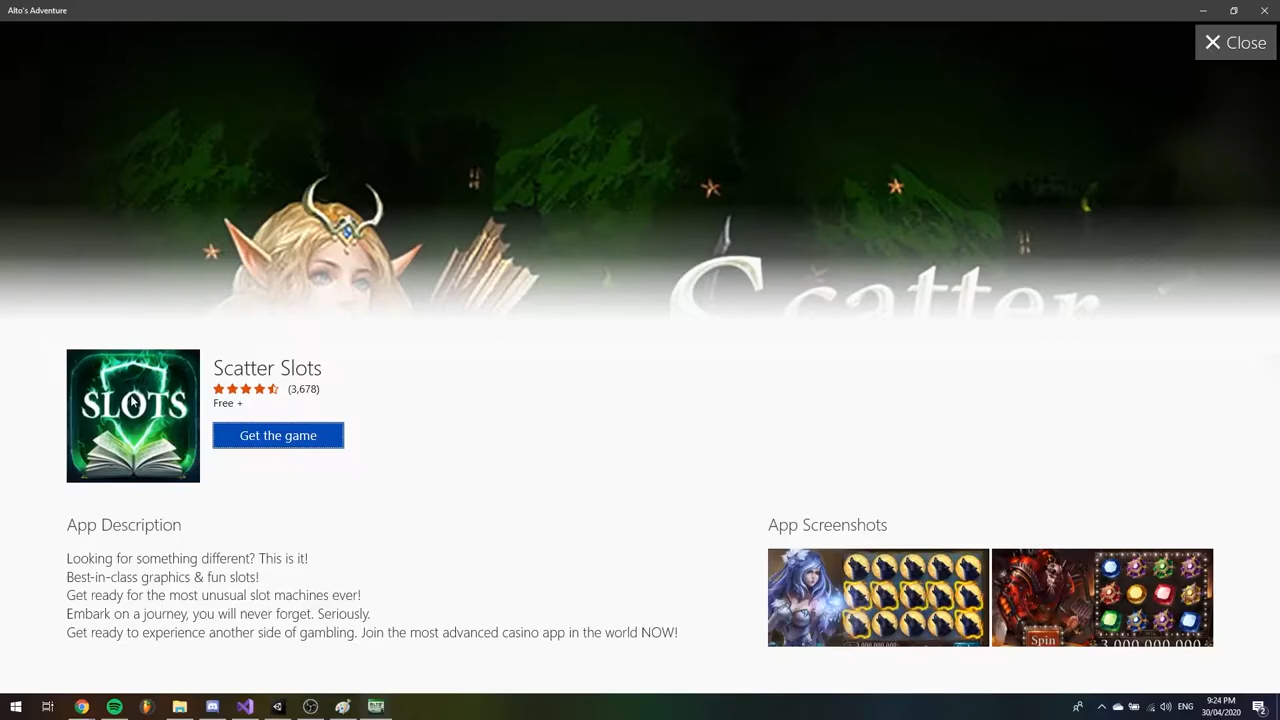 Alto's Adventure
Close
Scatter
SLOTS
Scatter Slots
(3,678)
Free +
Get the game
App Description
App Screenshots
Looking for something different? This is it!
Best-in-class graphics & fun slots!
Get ready for the most unusual slot machines ever!
Embark on a journey, you will never forget. Seriously.
Get ready to experience another side of gambling. Join the most advanced casino app in the world NOW!
Spin
3,000,000,000
ENG
9:24 PM
30/04/2020
2